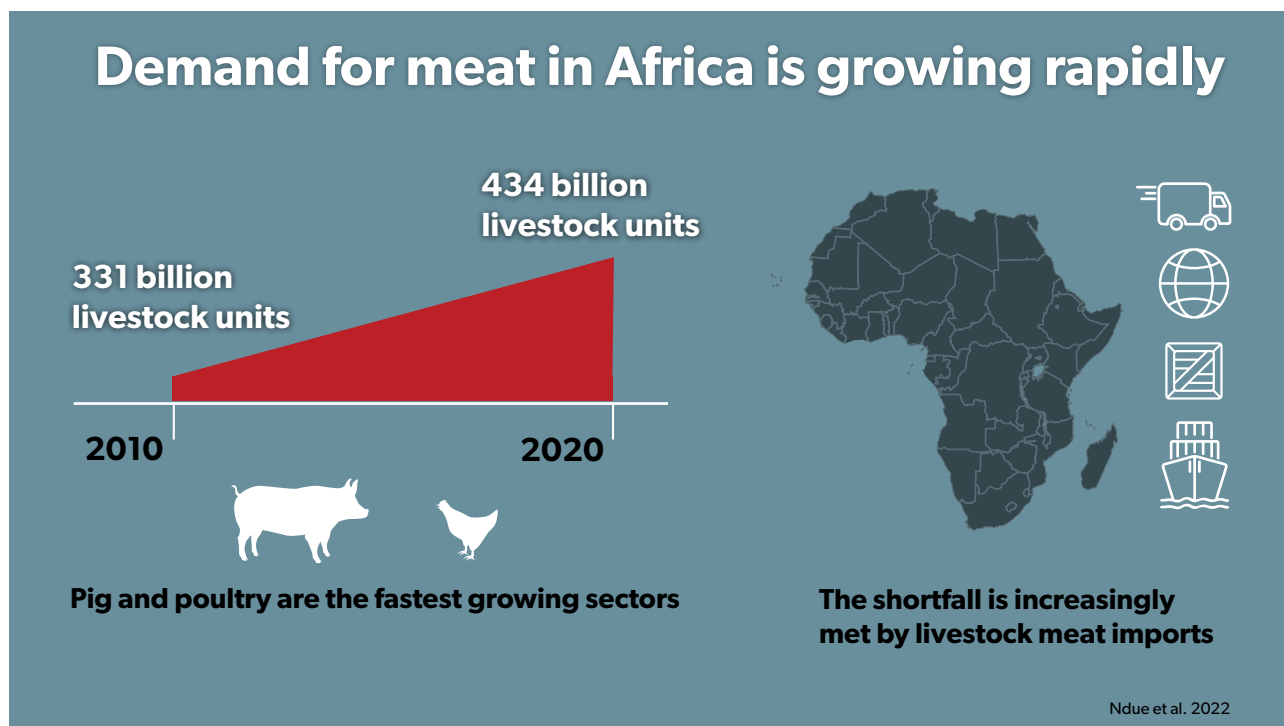 Demand for meat in Africa is growing rapidly
434 billion
livestock units
331 billion
livestock units
2010
2020
Pig and poultry are the fastest growing sectors
The shortfall is increasingly
met by livestock meat imports
Ndue et al. 2022